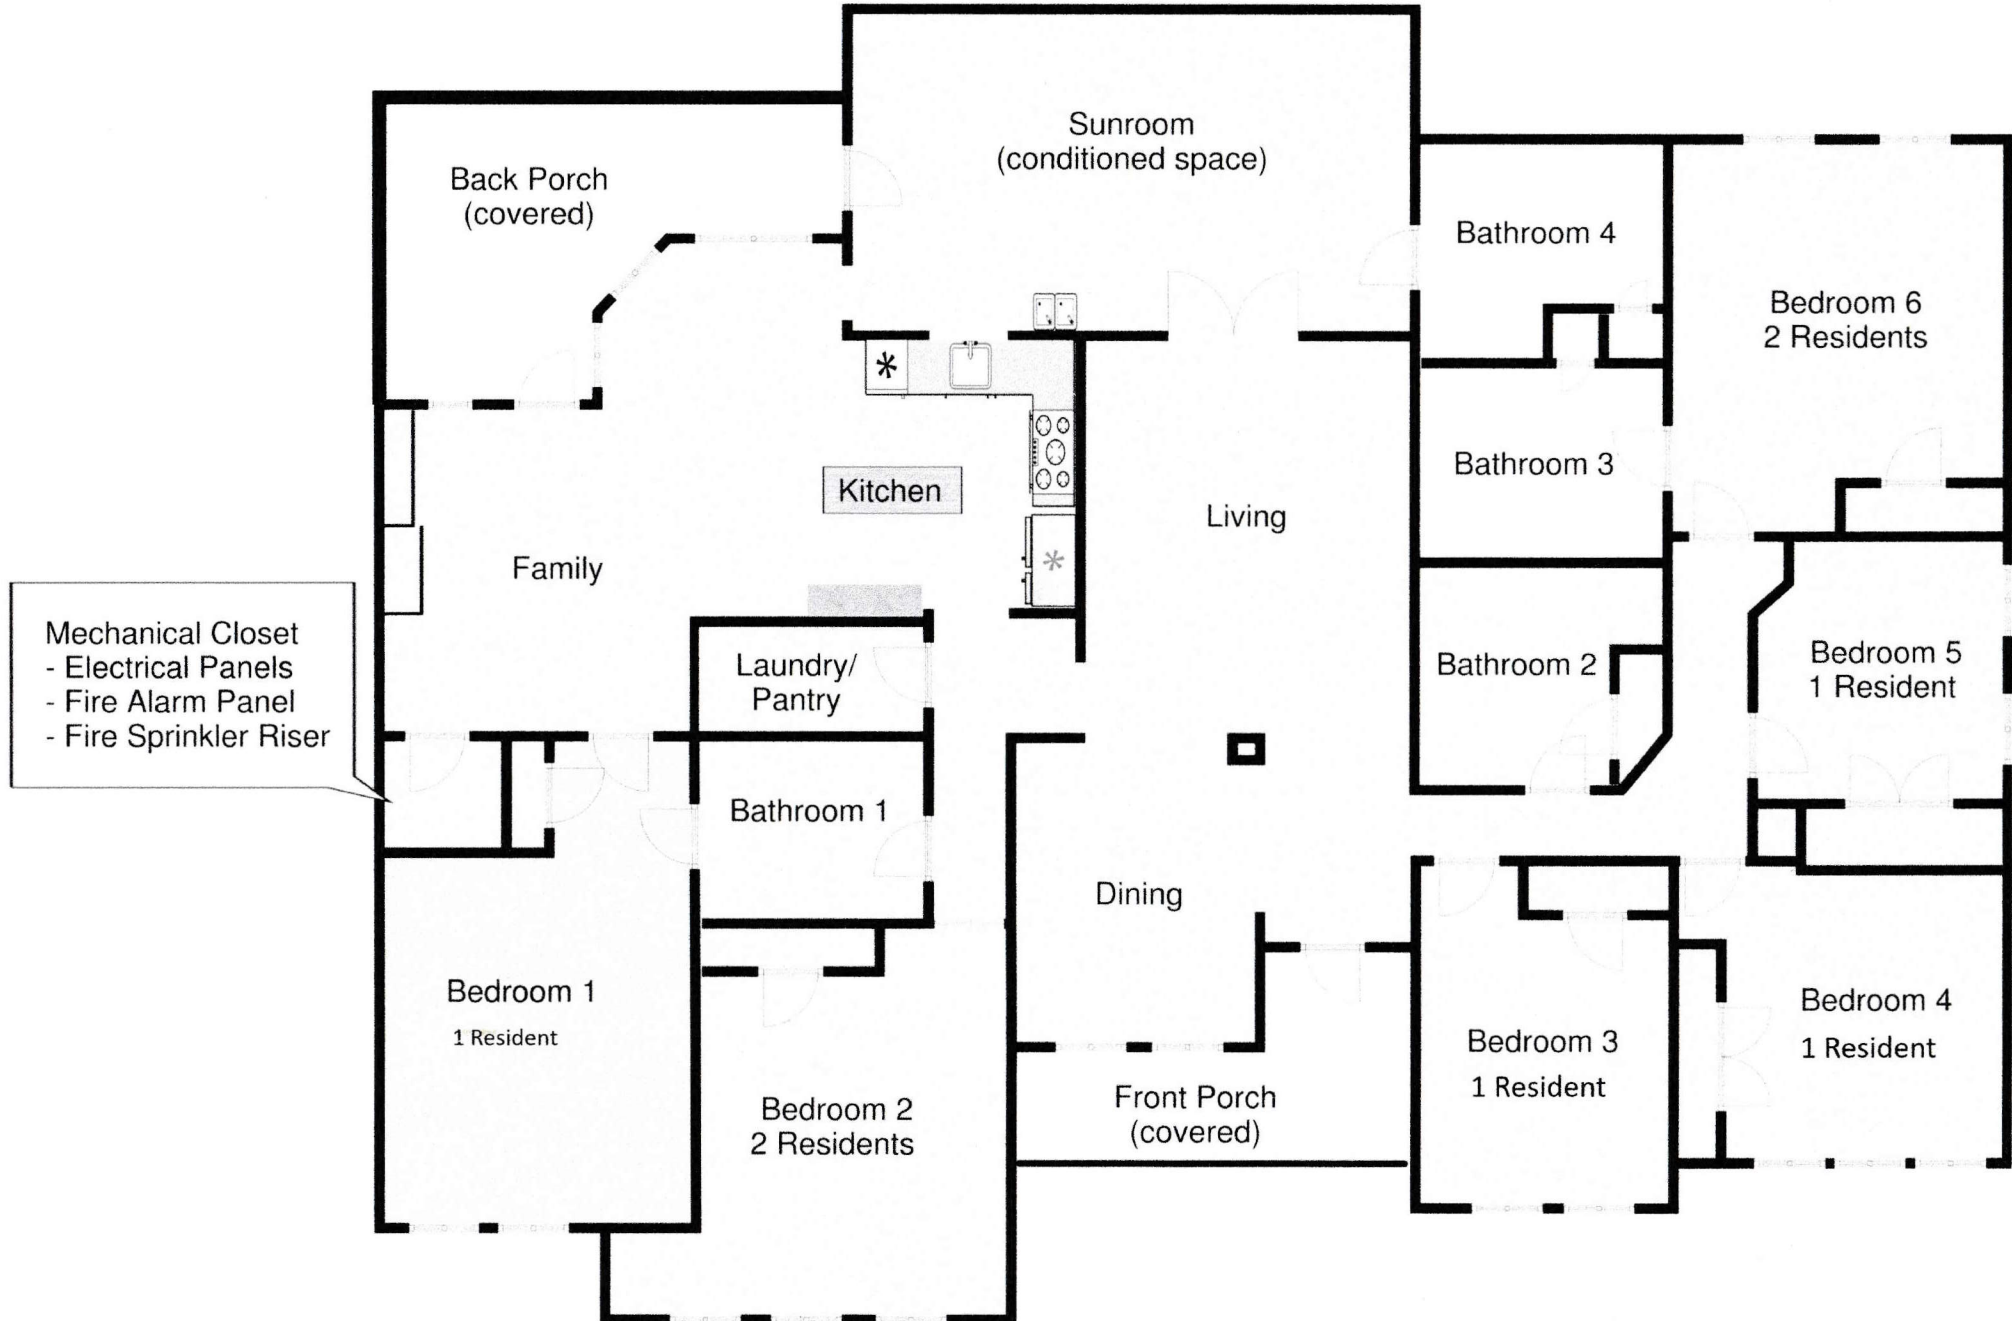 Sunroom
(conditioned space)
Back Porch
(covered)
Bathroom 4
Bedroom 6
2 Residents
Bathroom 3
Kitchen
Living
Family
Mechanical Closet
- Electrical Panels
- Fire Alarm Panel
- Fire Sprinkler Riser
Laundry/
Pantry
Bathroom 2
Bedroom 5
1 Resident
Bathroom 1
Dining
Bedroom 1
1 Resident
Bedroom 2
2 Residents
Front Porch
(covered)
Bedroom 3
1 Resident
Bedroom 4
1 Resident